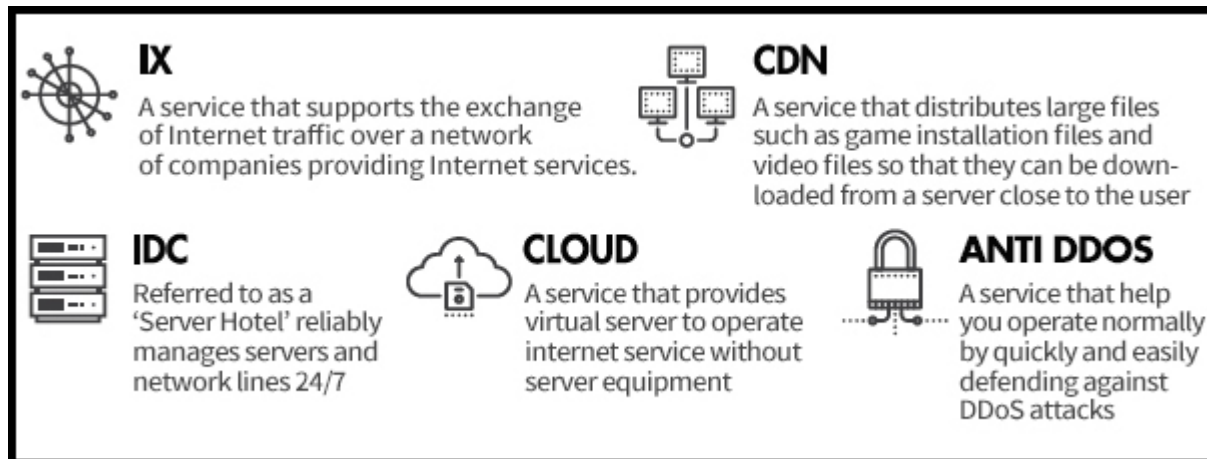 IX
A service that supports the exchange
of Internet traffic over a network
of companies providing Internet services.
CDN
A service that distributes large files
such as game installation files and
video files so that they can be down-
loaded from a server close to the user
IDC
Referred to as a
‘Server Hotel’ reliably
manages servers and
network lines 24/7
CLOUD
A service that provides
virtual server to operate
internet service without
server equipment
ANTI DDOS
A service that help
you operate normally
by quickly and easily
defending against
DDoS attacks